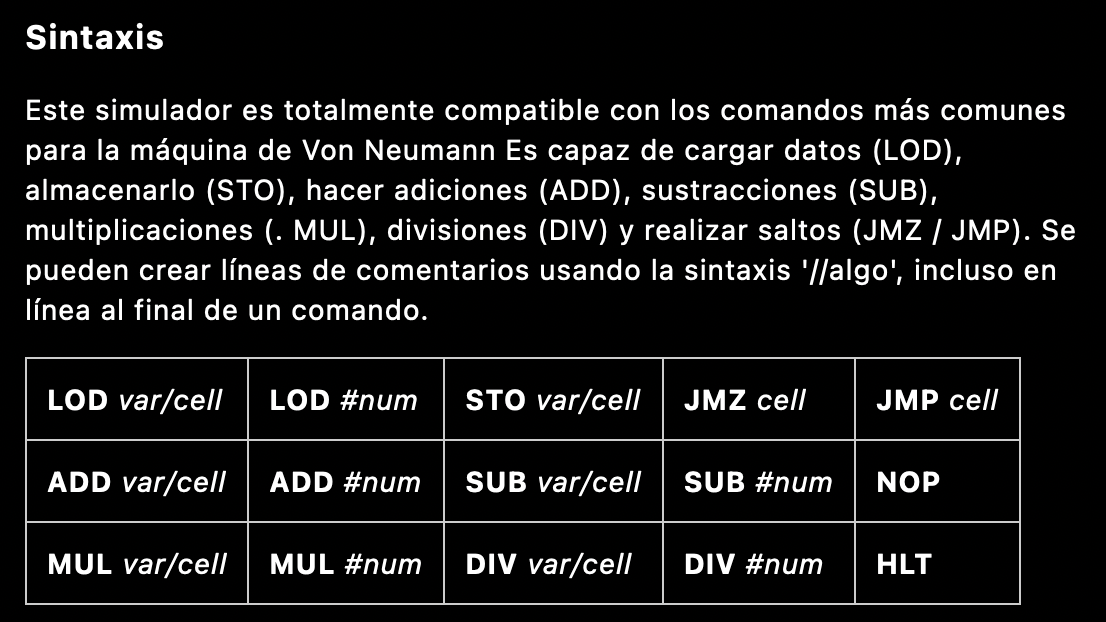 Sintaxis
Este simulador es totalmente compatible con los comandos más comunes
para la máquina de Von Neumann Es capaz de cargar datos (LOD),
almacenarlo (STO), hacer adiciones (ADD), sustracciones (SUB),
multiplicaciones (. MUL), divisiones (DIV) y realizar saltos (JMZ / JMP). Se
pueden crear líneas de comentarios usando la sintaxis '//algo', incluso en
línea al final de un comando.
LOD var/cell LOD #num STO var/cell JMZ cell JMP cell
ADD var/cell ADD #num SUB var/cell SUB #num NOP
MUL var/cell MUL #num DIV var/cell DIV #num HLT